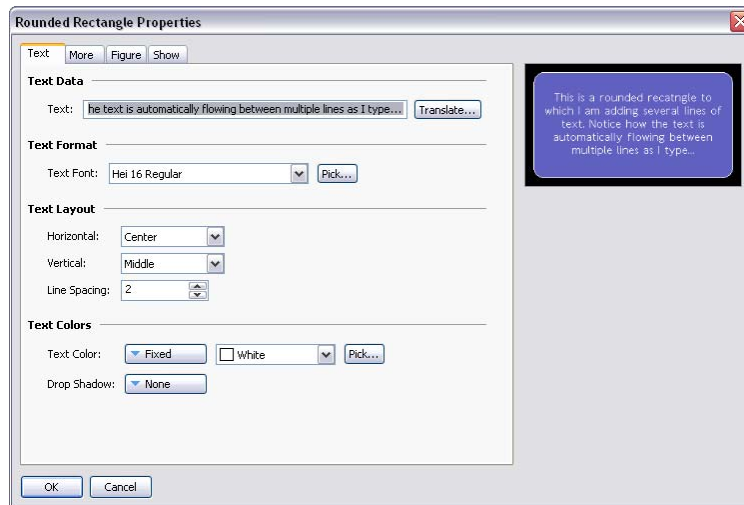 Rounded Rectangle Properties
Text More Figure Show
Text Data
Text: he text is automatically flowing between multiple lines as I type... Translate...
Text Format
Text Font: Hei 16 Regular Pick...
Text Layout
Horizontal: Center
Vertical: Middle
Line Spacing: 2
Text Colors
Text Color: Fixed White Pick...
Drop Shadow: None
OK Cancel
This is a rounded recatngle to
which I am adding several lines of
text. Notice how the text is
automatically flowing between
multiple lines as I type...